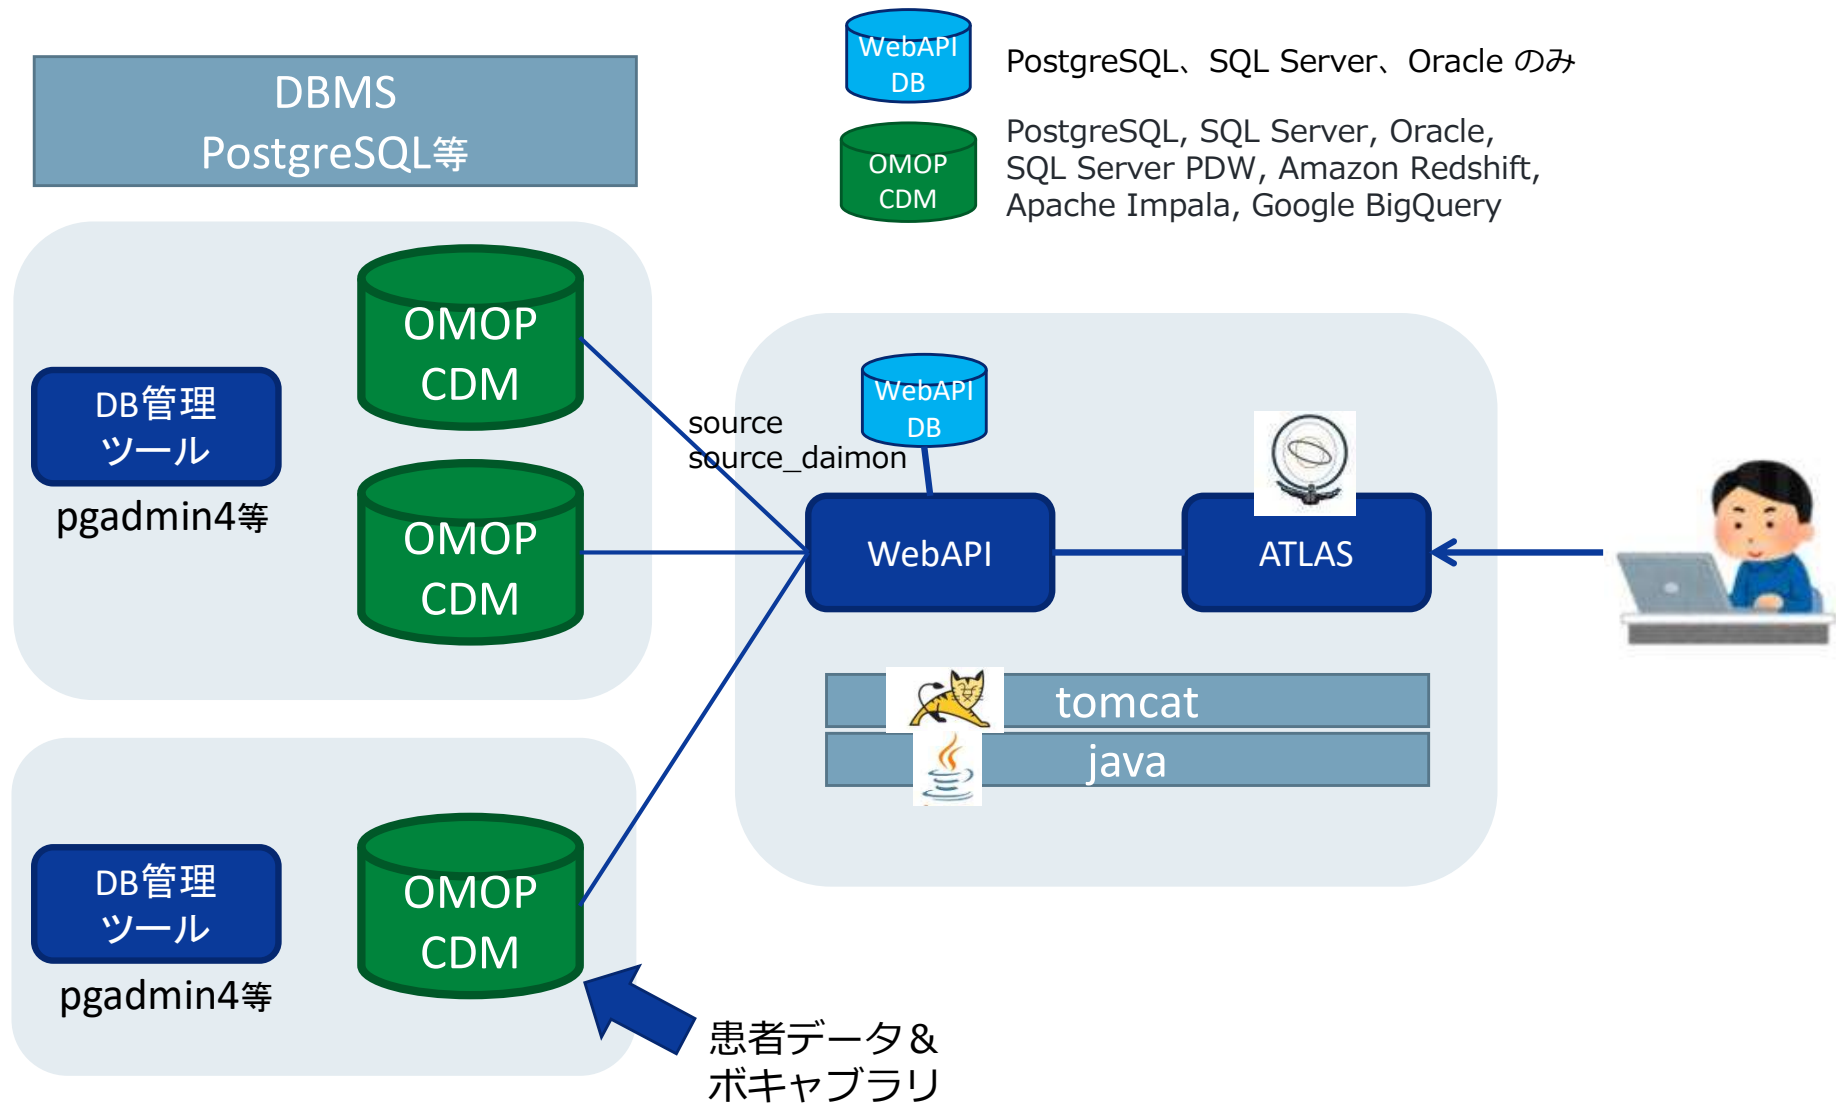 WebAPI
DB
PostgreSQL、SQL Server、Oracle のみ
DBMS
PostgreSQL等
OMOP
CDM
PostgreSQL, SQL Server, Oracle,
SQL Server PDW, Amazon Redshift,
Apache Impala, Google BigQuery
OMOP
CDM
DB管理
ツール
pgadmin4等
OMOP
CDM
source
source_daimon
WebAPI
DB
WebAPI
ATLAS
tomcat
java
DB管理
ツール
pgadmin4等
OMOP
CDM
患者データ＆
ボキャブラリ